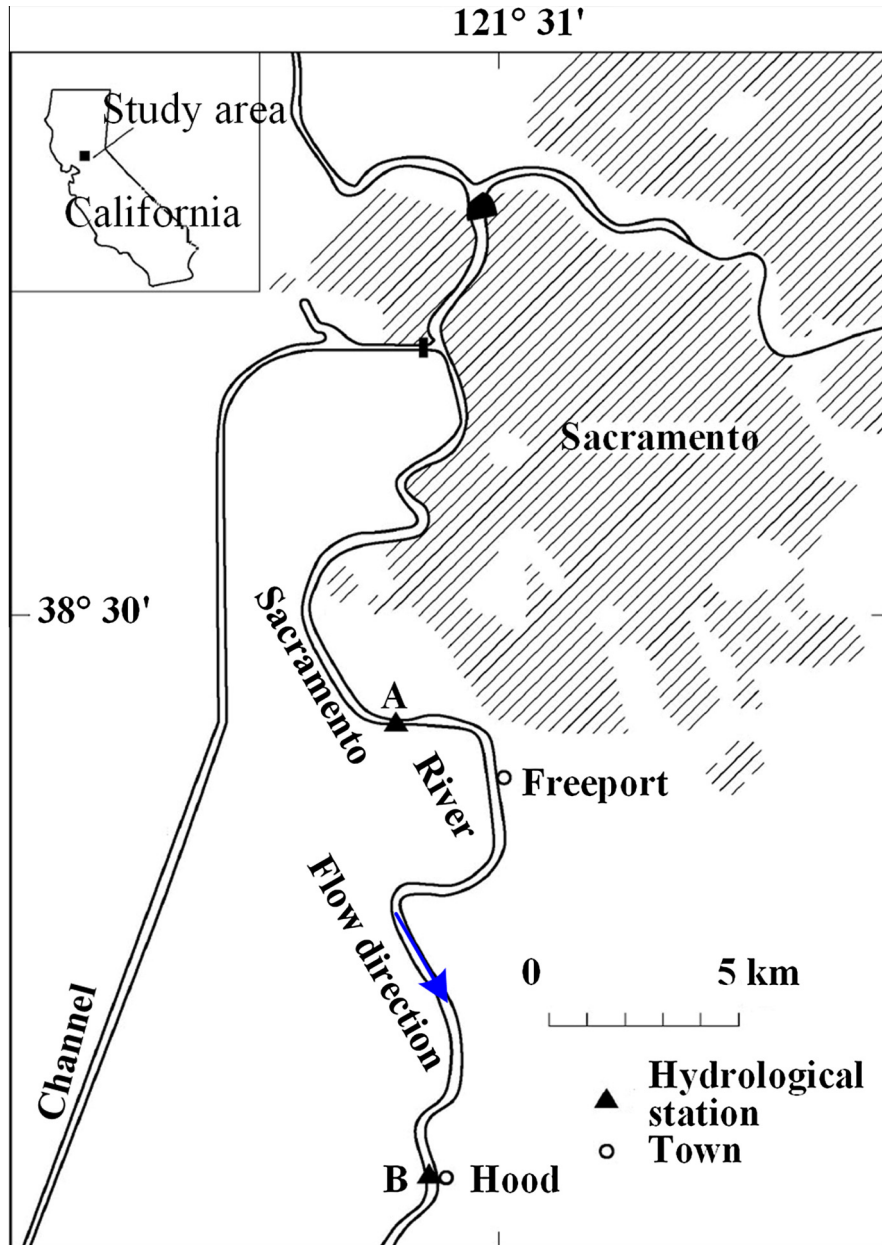 121° 31'
Study area
California
Sacramento
38° 30'
Sacramento
River
A
Freeport
Flow direction
0 5 km
Channel
Hydrological
station
Town
B Hood